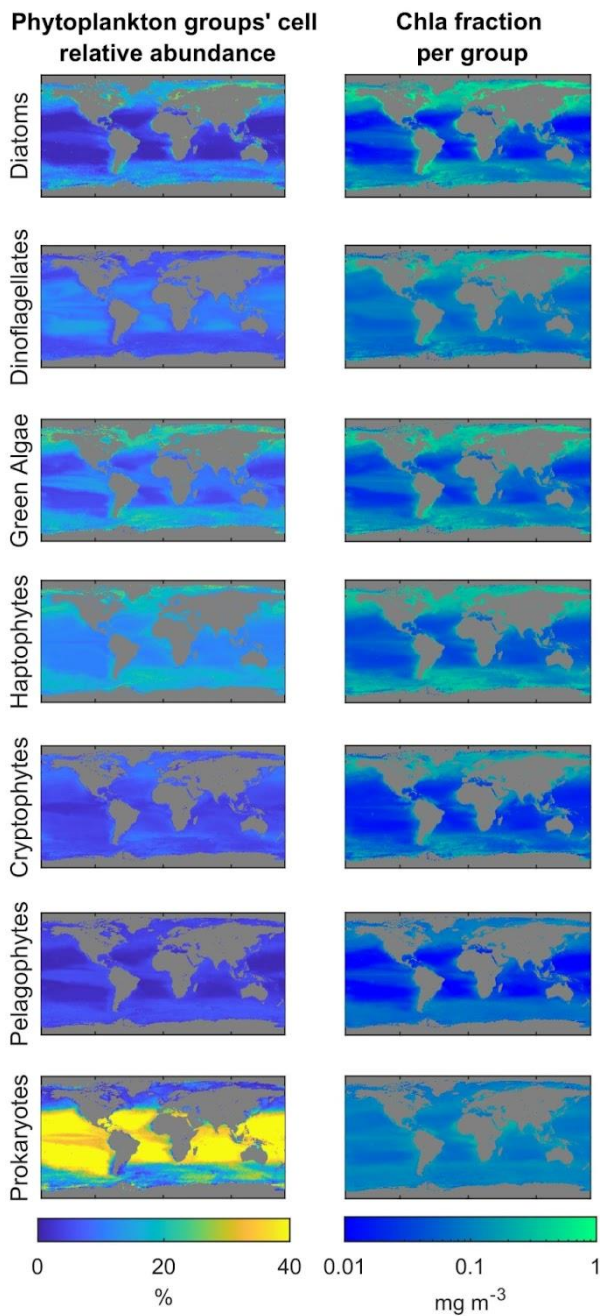 Phytoplankton groups' cell
relative abundance
Chla fraction
per group
Diatoms
Dinoflagellates
Green Algae
Haptophytes
Cryptophytes
Pelagophytes
Prokaryotes
0 20 40
%
0.01 0.1 1
mg m⁻³